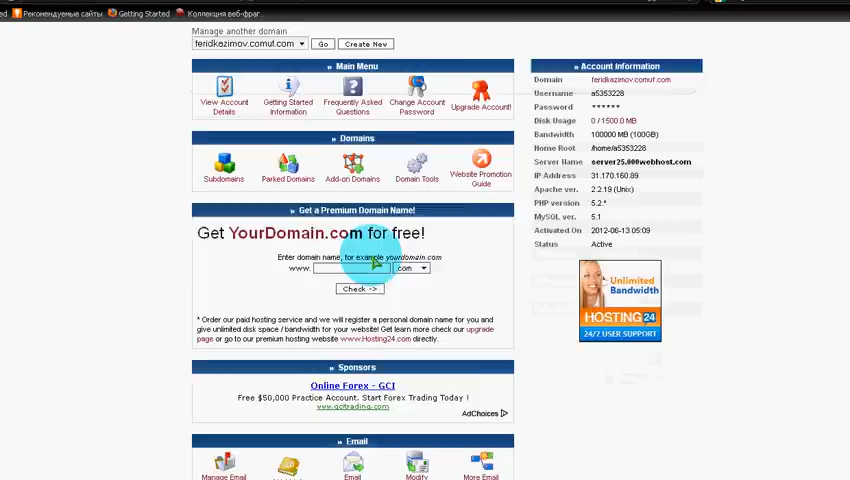 Рекомендуемые сайты
Getting Started
Коллекция веб-фраг...
Manage another domain
feridkazimov.comuf.com
Go
Create New
» Main Menu
View Account Details
Getting Started Information
Frequently Asked Questions
Change Account Password
Upgrade Account!
» Domains
Subdomains
Parked Domains
Add-on Domains
Domain Tools
Website Promotion Guide
» Get a Premium Domain Name!
Get YourDomain.com for free!
Enter domain name, for example yourdomain.com
www.
.com
Check ->
* Order our paid hosting service and we will register a personal domain name for you and
give unlimited disk space / bandwidth for your website! Get learn more check our upgrade
page or go to our premium hosting website www.Hosting24.com directly.
» Sponsors
Online Forex - GCI
Free $50,000 Practice Account. Start Forex Trading Today !
www.gcitrading.com
AdChoices
» Email
Manage Email
Email
Modify
More Email
» Account Information
Domain feridkazimov.comuf.com
Username a5353228
Password ******
Disk Usage 0 / 1500.0 MB
Bandwidth 100000 MB (100GB)
Home Root /home/a5353228
Server Name server25.000webhost.com
IP Address 31.170.160.89
Apache ver. 2.2.19 (Unix)
PHP version 5.2.*
MySQL ver. 5.1
Activated On 2012-06-13 05:09
Status Active
Unlimited
Bandwidth
HOSTING 24
24/7 USER SUPPORT